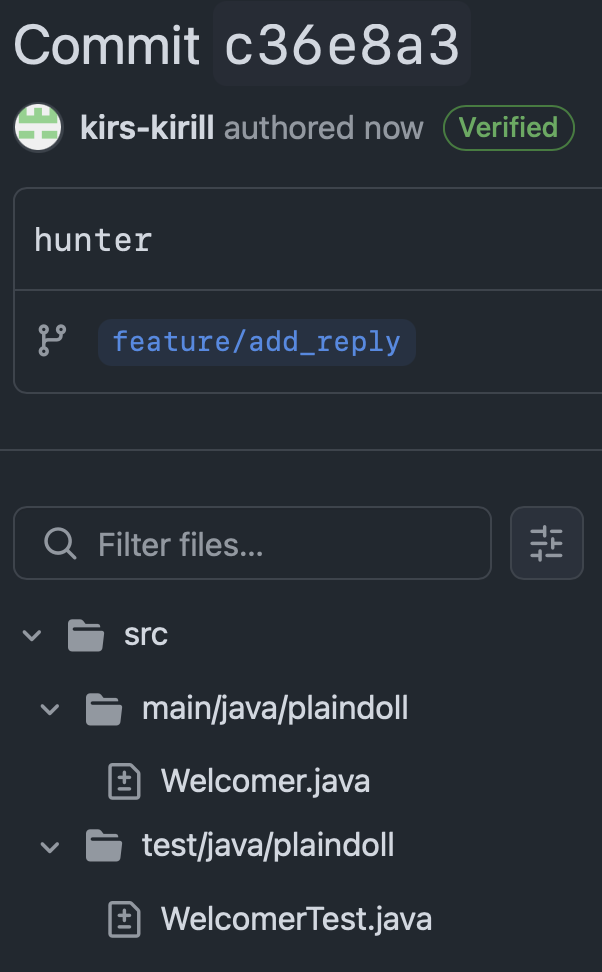 Commit c36e8a3
kirs-kirill authored now Verified
hunter
feature/add_reply
Filter files...
src
main/java/plaindoll
Welcomer.java
test/java/plaindoll
WelcomerTest.java